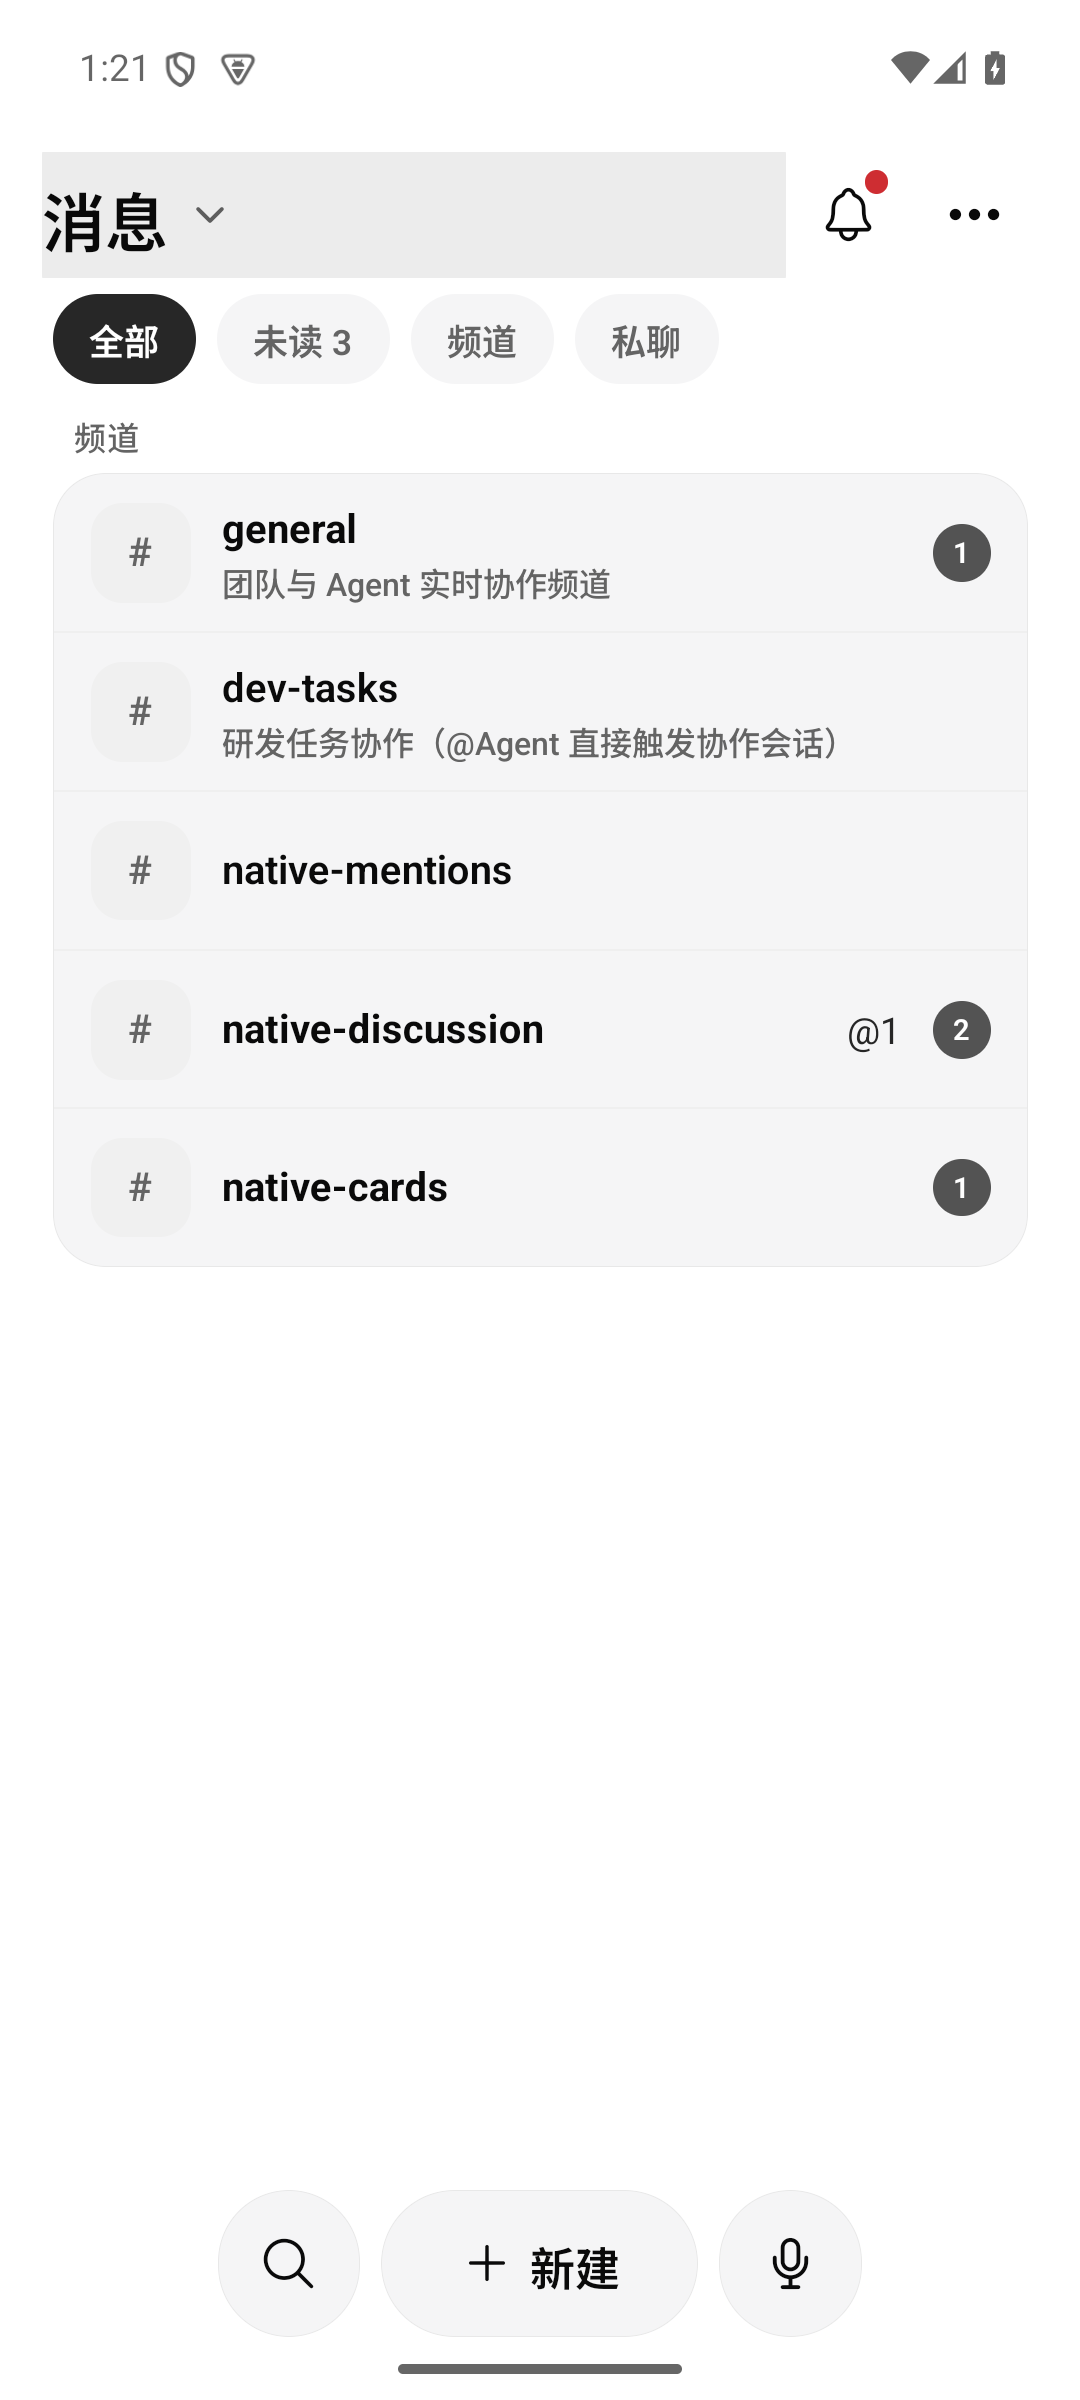 1:21
消息
全部 未读 3 频道 私聊
频道
# general 1
团队与 Agent 实时协作频道
# dev-tasks
研发任务协作（@Agent 直接触发协作会话）
# native-mentions
# native-discussion @1 2
# native-cards 1
新建